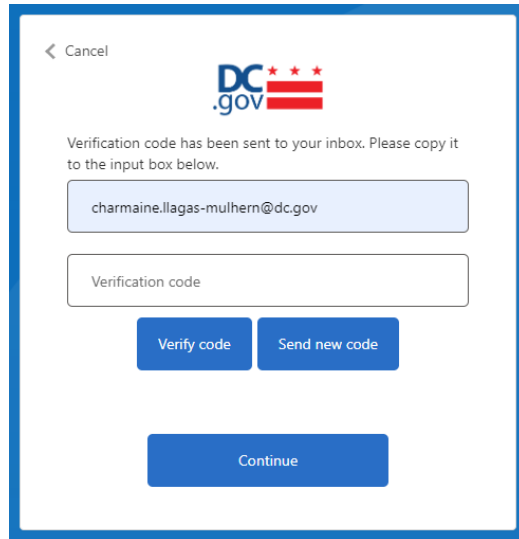 Cancel
DC
.gov
Verification code has been sent to your inbox. Please copy it
to the input box below.
charmaine.llagas-mulhern@dc.gov
Verification code
Verify code Send new code
Continue